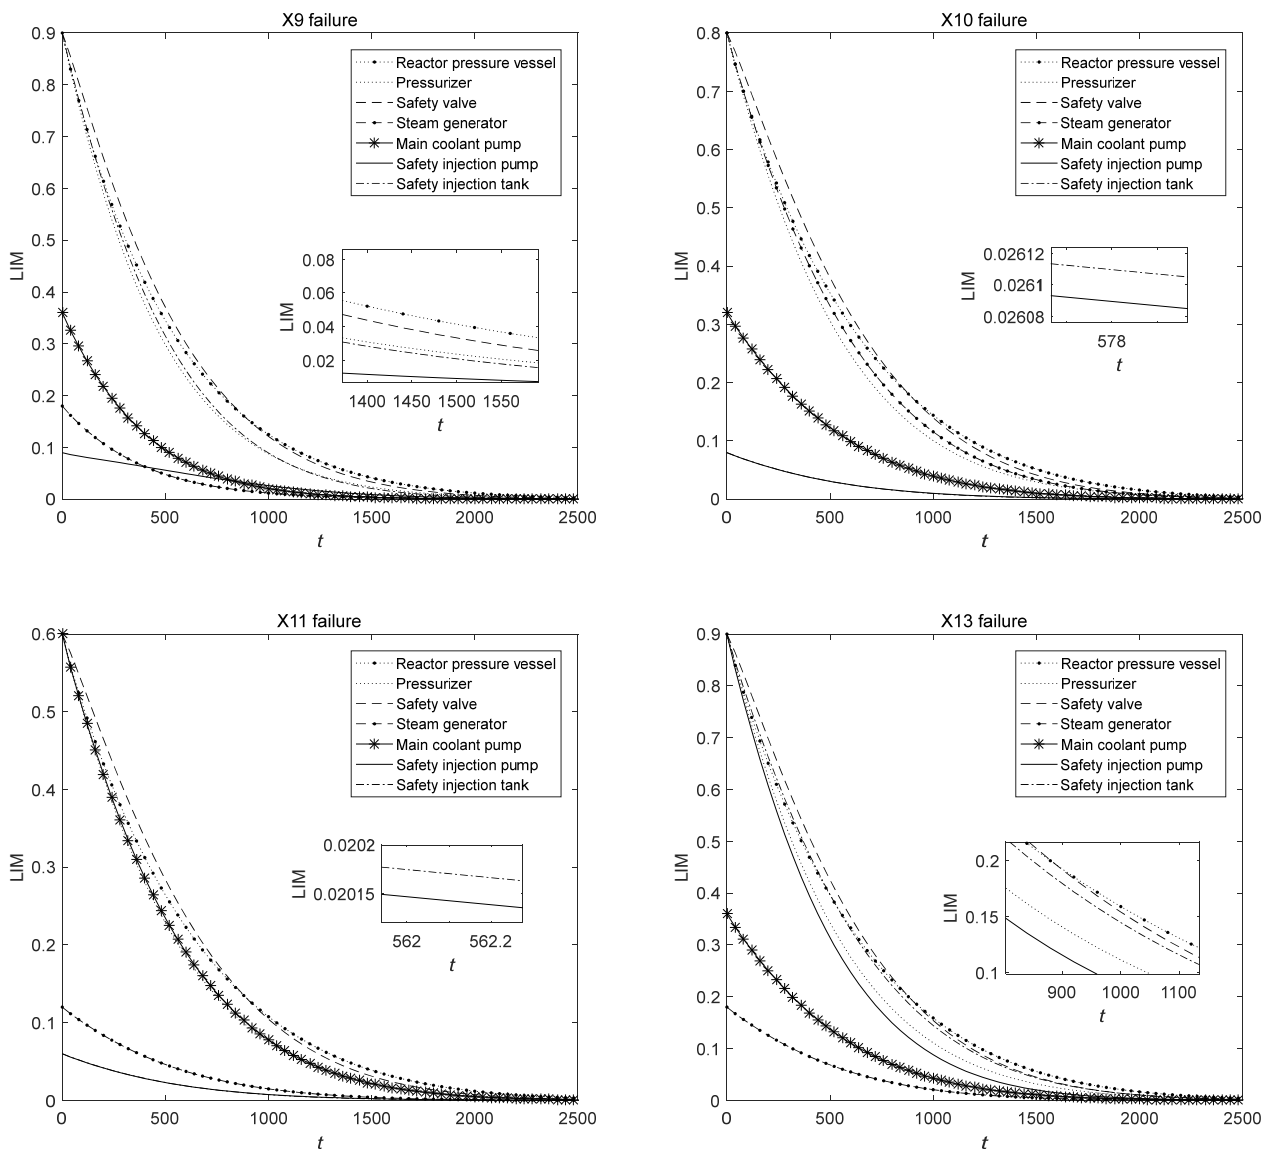 X9 failure
0.9
0.8
0.7
0.6
0.5
0.4
0.3
0.2
0.1
0
LIM
0
500
1000
1500
2000
2500
t
Reactor pressure vessel
Pressurizer
Safety valve
Steam generator
Main coolant pump
Safety injection pump
Safety injection tank
0.08
0.06
0.04
0.02
LIM
1400
1450
1500
1550
t
X10 failure
0.8
0.7
0.6
0.5
0.4
0.3
0.2
0.1
0
LIM
0
500
1000
1500
2000
2500
t
Reactor pressure vessel
Pressurizer
Safety valve
Steam generator
Main coolant pump
Safety injection pump
Safety injection tank
0.02612
0.0261
0.02608
LIM
578
t
X11 failure
0.6
0.5
0.4
0.3
0.2
0.1
0
LIM
0
500
1000
1500
2000
2500
t
Reactor pressure vessel
Pressurizer
Safety valve
Steam generator
Main coolant pump
Safety injection pump
Safety injection tank
0.0202
0.02015
LIM
562
562.2
t
X13 failure
0.9
0.8
0.7
0.6
0.5
0.4
0.3
0.2
0.1
0
LIM
0
500
1000
1500
2000
2500
t
Reactor pressure vessel
Pressurizer
Safety valve
Steam generator
Main coolant pump
Safety injection pump
Safety injection tank
0.2
0.15
0.1
LIM
900
1000
1100
t